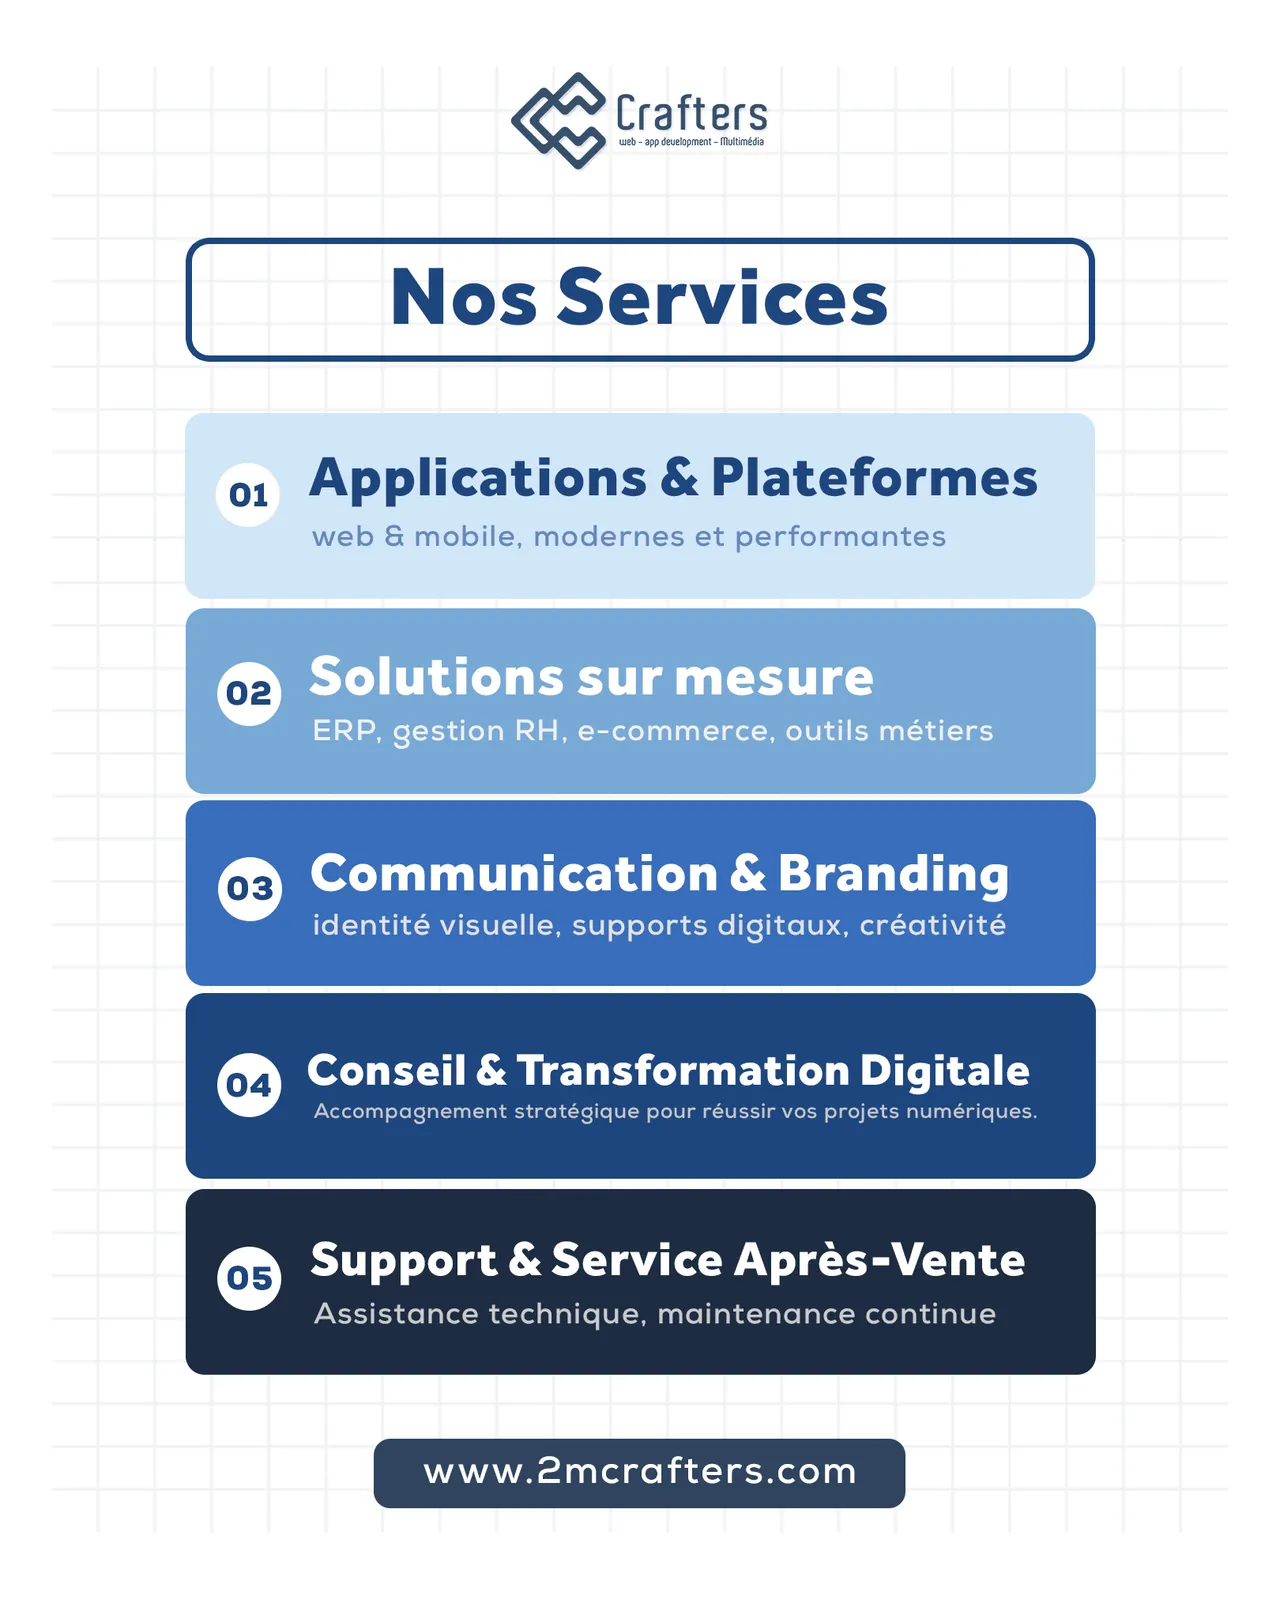 Crafters
web - app development - Multimédia
Nos Services
01
Applications & Plateformes
web & mobile, modernes et performantes
02
Solutions sur mesure
ERP, gestion RH, e-commerce, outils métiers
03
Communication & Branding
identité visuelle, supports digitaux, créativité
04
Conseil & Transformation Digitale
Accompagnement stratégique pour réussir vos projets numériques.
05
Support & Service Après-Vente
Assistance technique, maintenance continue
www.2mcrafters.com